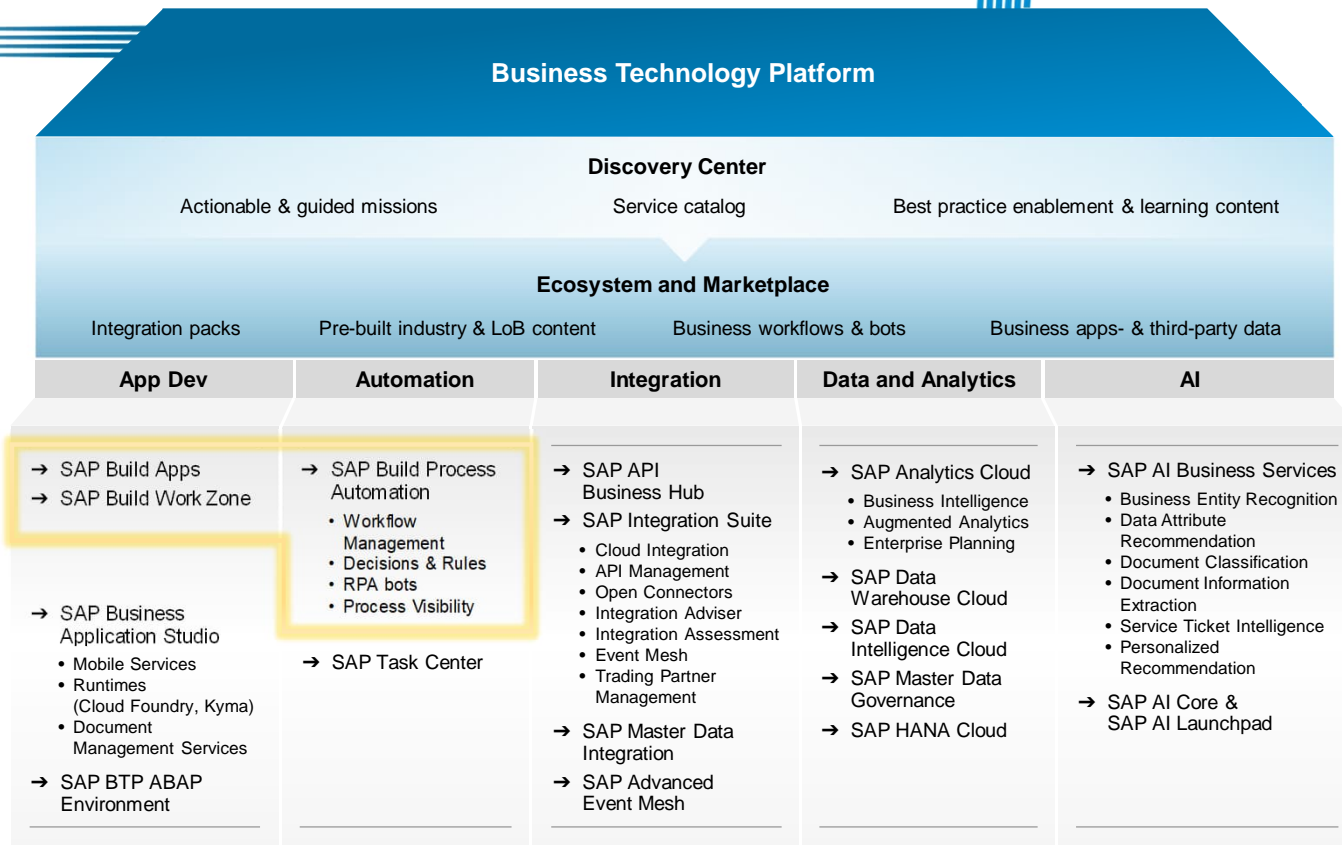 Business Technology Platform
Discovery Center
Actionable & guided missions
Service catalog
Best practice enablement & learning content
Ecosystem and Marketplace
Integration packs
Pre-built industry & LoB content
Business workflows & bots
Business apps- & third-party data
App Dev
Automation
Integration
Data and Analytics
AI
➔ SAP Build Apps
➔ SAP Build Work Zone
➔ SAP Business
Application Studio
• Mobile Services
• Runtimes
(Cloud Foundry, Kyma)
• Document
Management Services
➔ SAP BTP ABAP
Environment
➔ SAP Build Process
Automation
• Workflow
Management
• Decisions & Rules
• RPA bots
• Process Visibility
➔ SAP Task Center
➔ SAP API
Business Hub
➔ SAP Integration Suite
• Cloud Integration
• API Management
• Open Connectors
• Integration Adviser
• Integration Assessment
• Event Mesh
• Trading Partner
Management
➔ SAP Master Data
Integration
➔ SAP Advanced
Event Mesh
➔ SAP Analytics Cloud
• Business Intelligence
• Augmented Analytics
• Enterprise Planning
➔ SAP Data
Warehouse Cloud
➔ SAP Data
Intelligence Cloud
➔ SAP Master Data
Governance
➔ SAP HANA Cloud
➔ SAP AI Business Services
• Business Entity Recognition
• Data Attribute
Recommendation
• Document Classification
• Document Information
Extraction
• Service Ticket Intelligence
• Personalized
Recommendation
➔ SAP AI Core &
SAP AI Launchpad